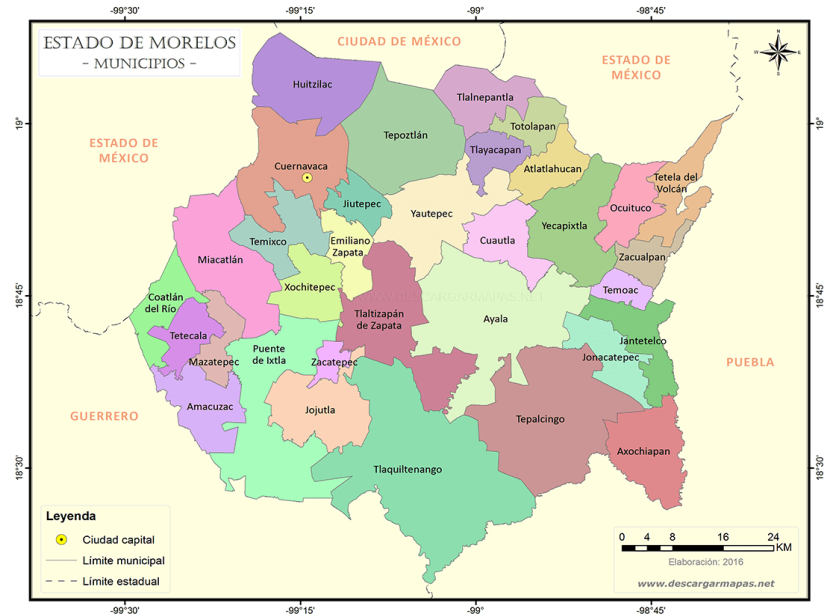 -99°30'
-99°15'
-99°
-98°45'
ESTADO DE MORELOS
- MUNICIPIOS -
CIUDAD DE MÉXICO
ESTADO DE
MÉXICO
N
W
E
S
Huitzilac
Tlalnepantla
19°
19°
Totolapan
Tepoztlán
ESTADO DE
MÉXICO
Tlayacapan
Cuernavaca
Atlatlahucan
Tetela del
Volcán
Jiutepec
Ocuituco
Yautepec
Yecapixtla
Temixco
Emiliano
Zapata
Cuautla
Miacatlán
Zacualpan
Xochitepec
Temoac
18°45'
18°45'
WWW.DESCARGARMAPAS.NET
Coatlán
del Río
Tlaltizapán
de Zapata
Ayala
Tetecala
Jantetelco
Puente
de Ixtla
Mazatepec
Zacatepec
Jonacatepec
PUEBLA
Amacuzac
Jojutla
GUERRERO
Tepalcingo
Axochiapan
Tlaquiltenango
18°30'
18°30'
Leyenda
Ciudad capital
Límite municipal
Límite estadual
0 4 8 16 24
KM
Elaboración: 2016
www.descargarmapas.net
-99°30'
-99°15'
-99°
-98°45'